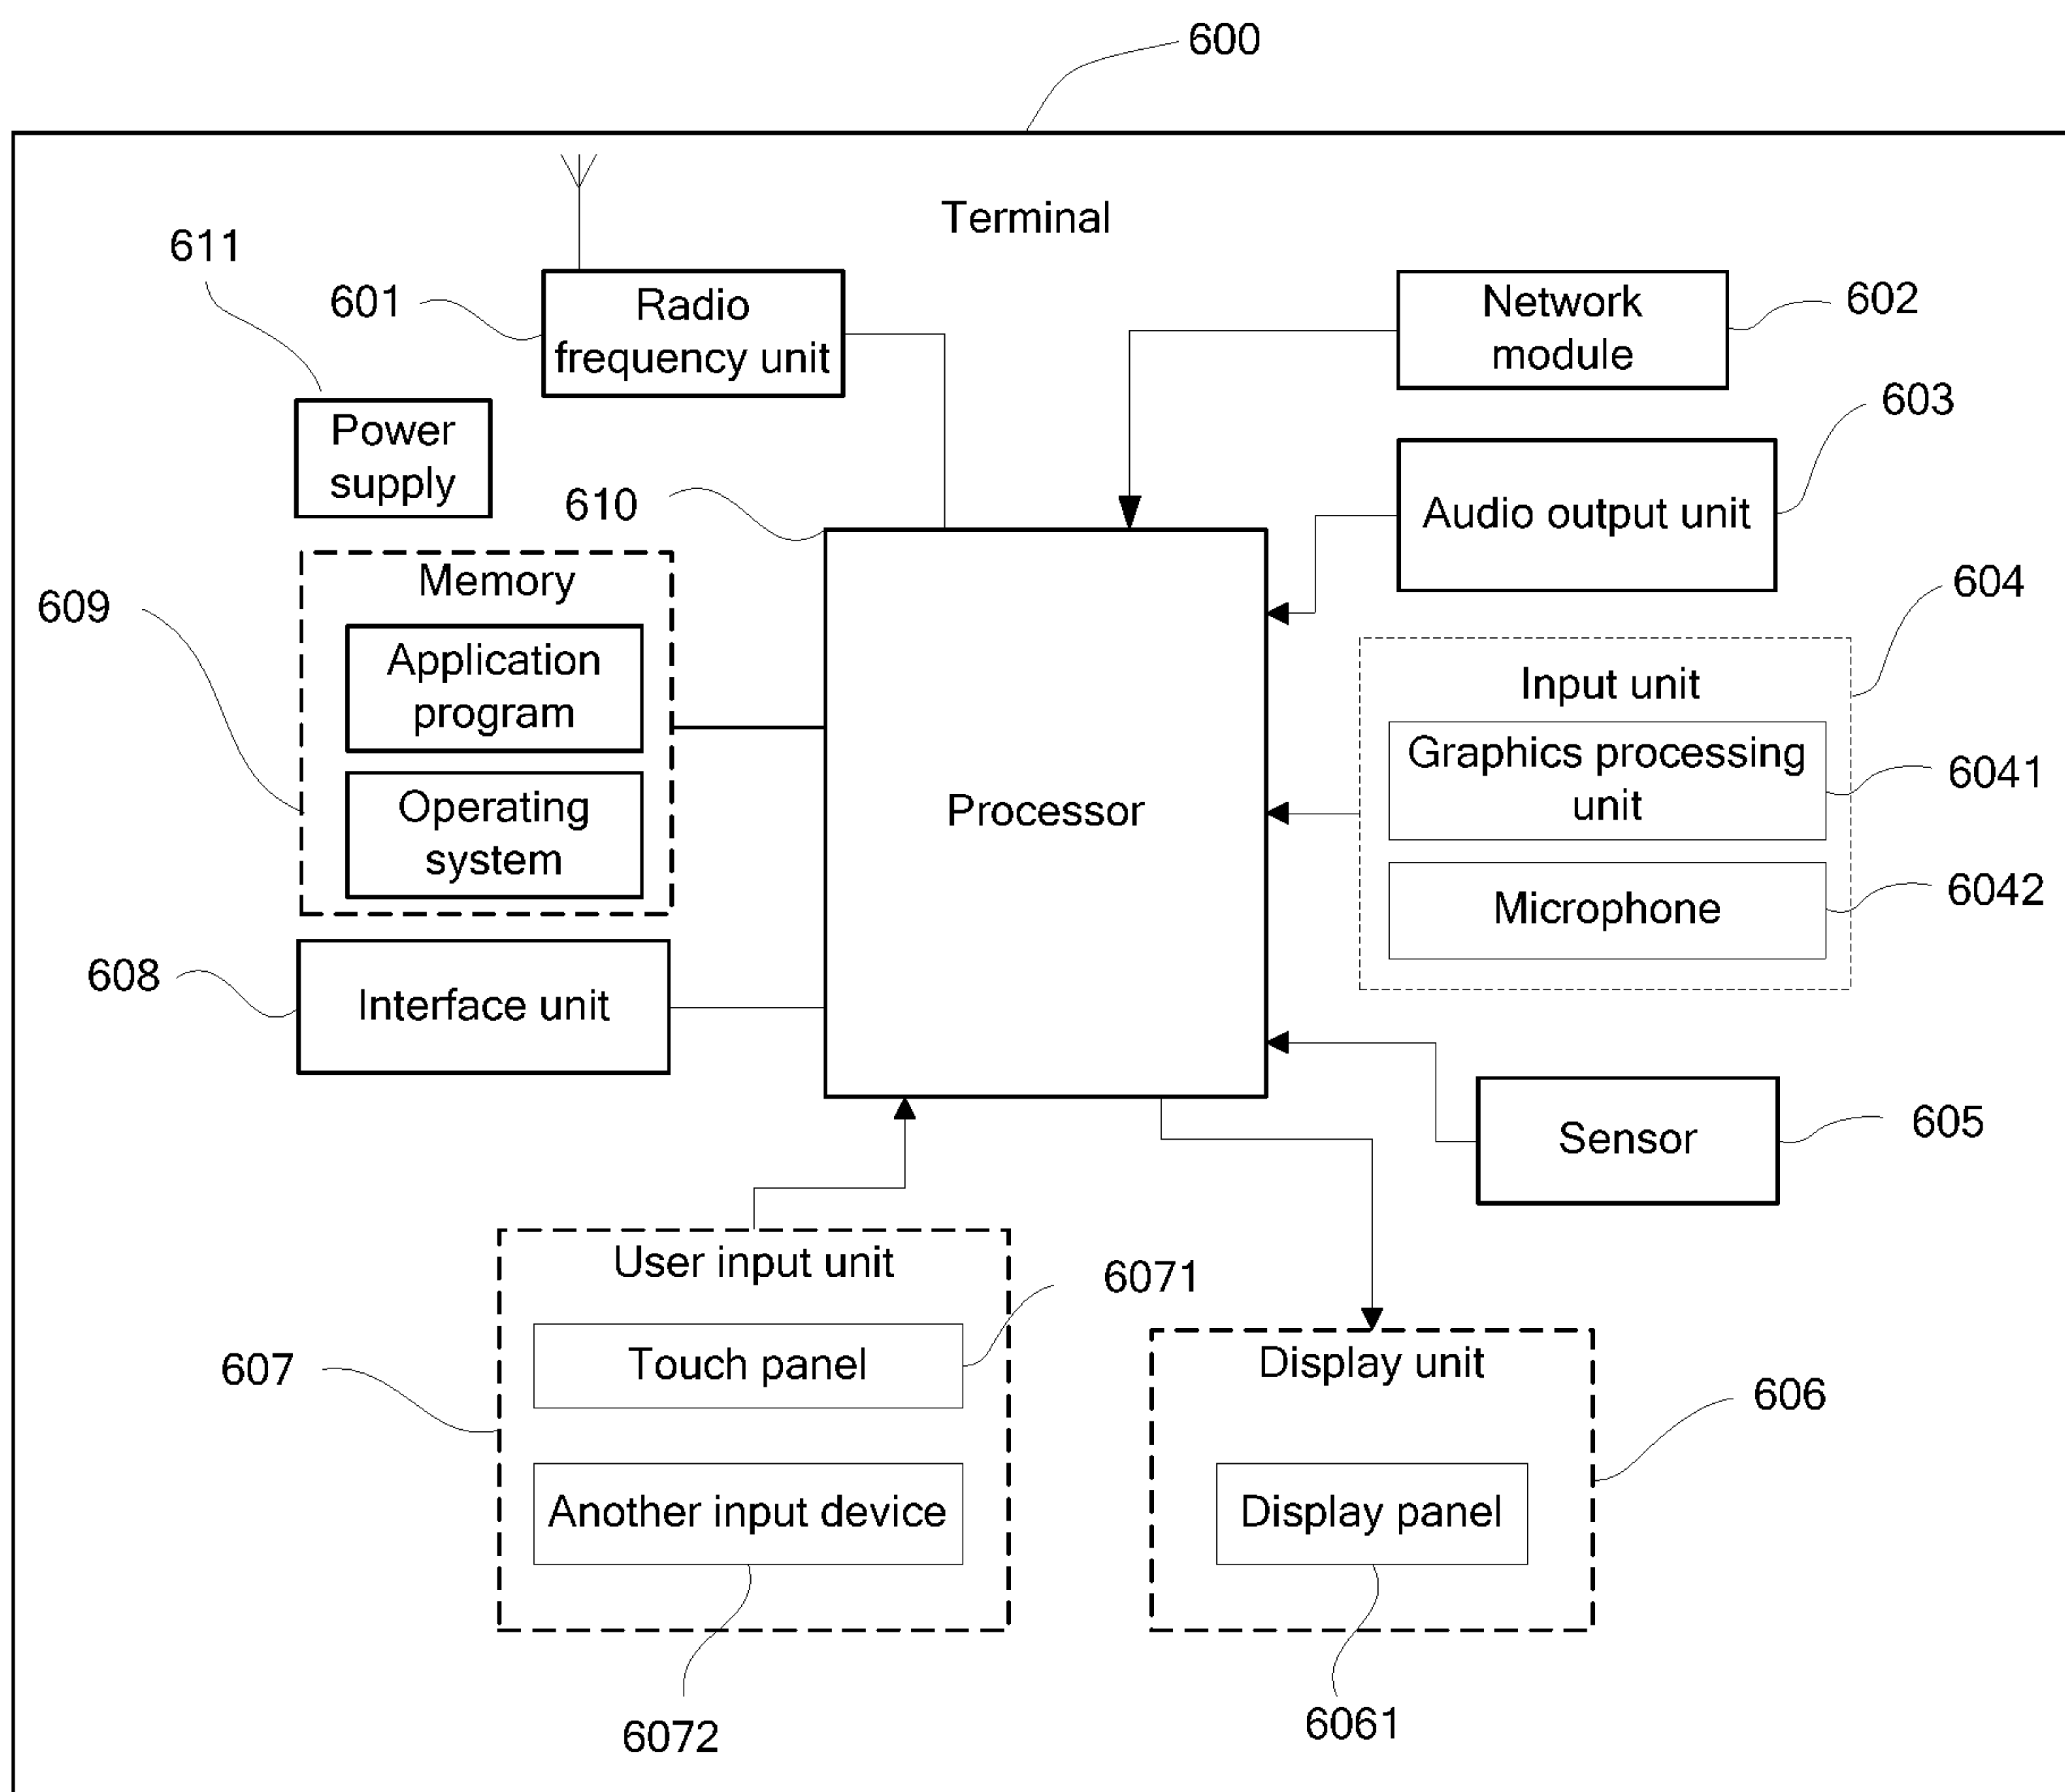 600
Terminal
611
601
Radio
frequency unit
Network
module
602
603
Power
supply
610
Audio output unit
Memory
609
604
Application
program
Input unit
Graphics processing
unit
6041
Operating
system
Processor
6042
Microphone
608
Interface unit
605
Sensor
User input unit
6071
607
Touch panel
Display unit
606
Another input device
Display panel
6072
6061